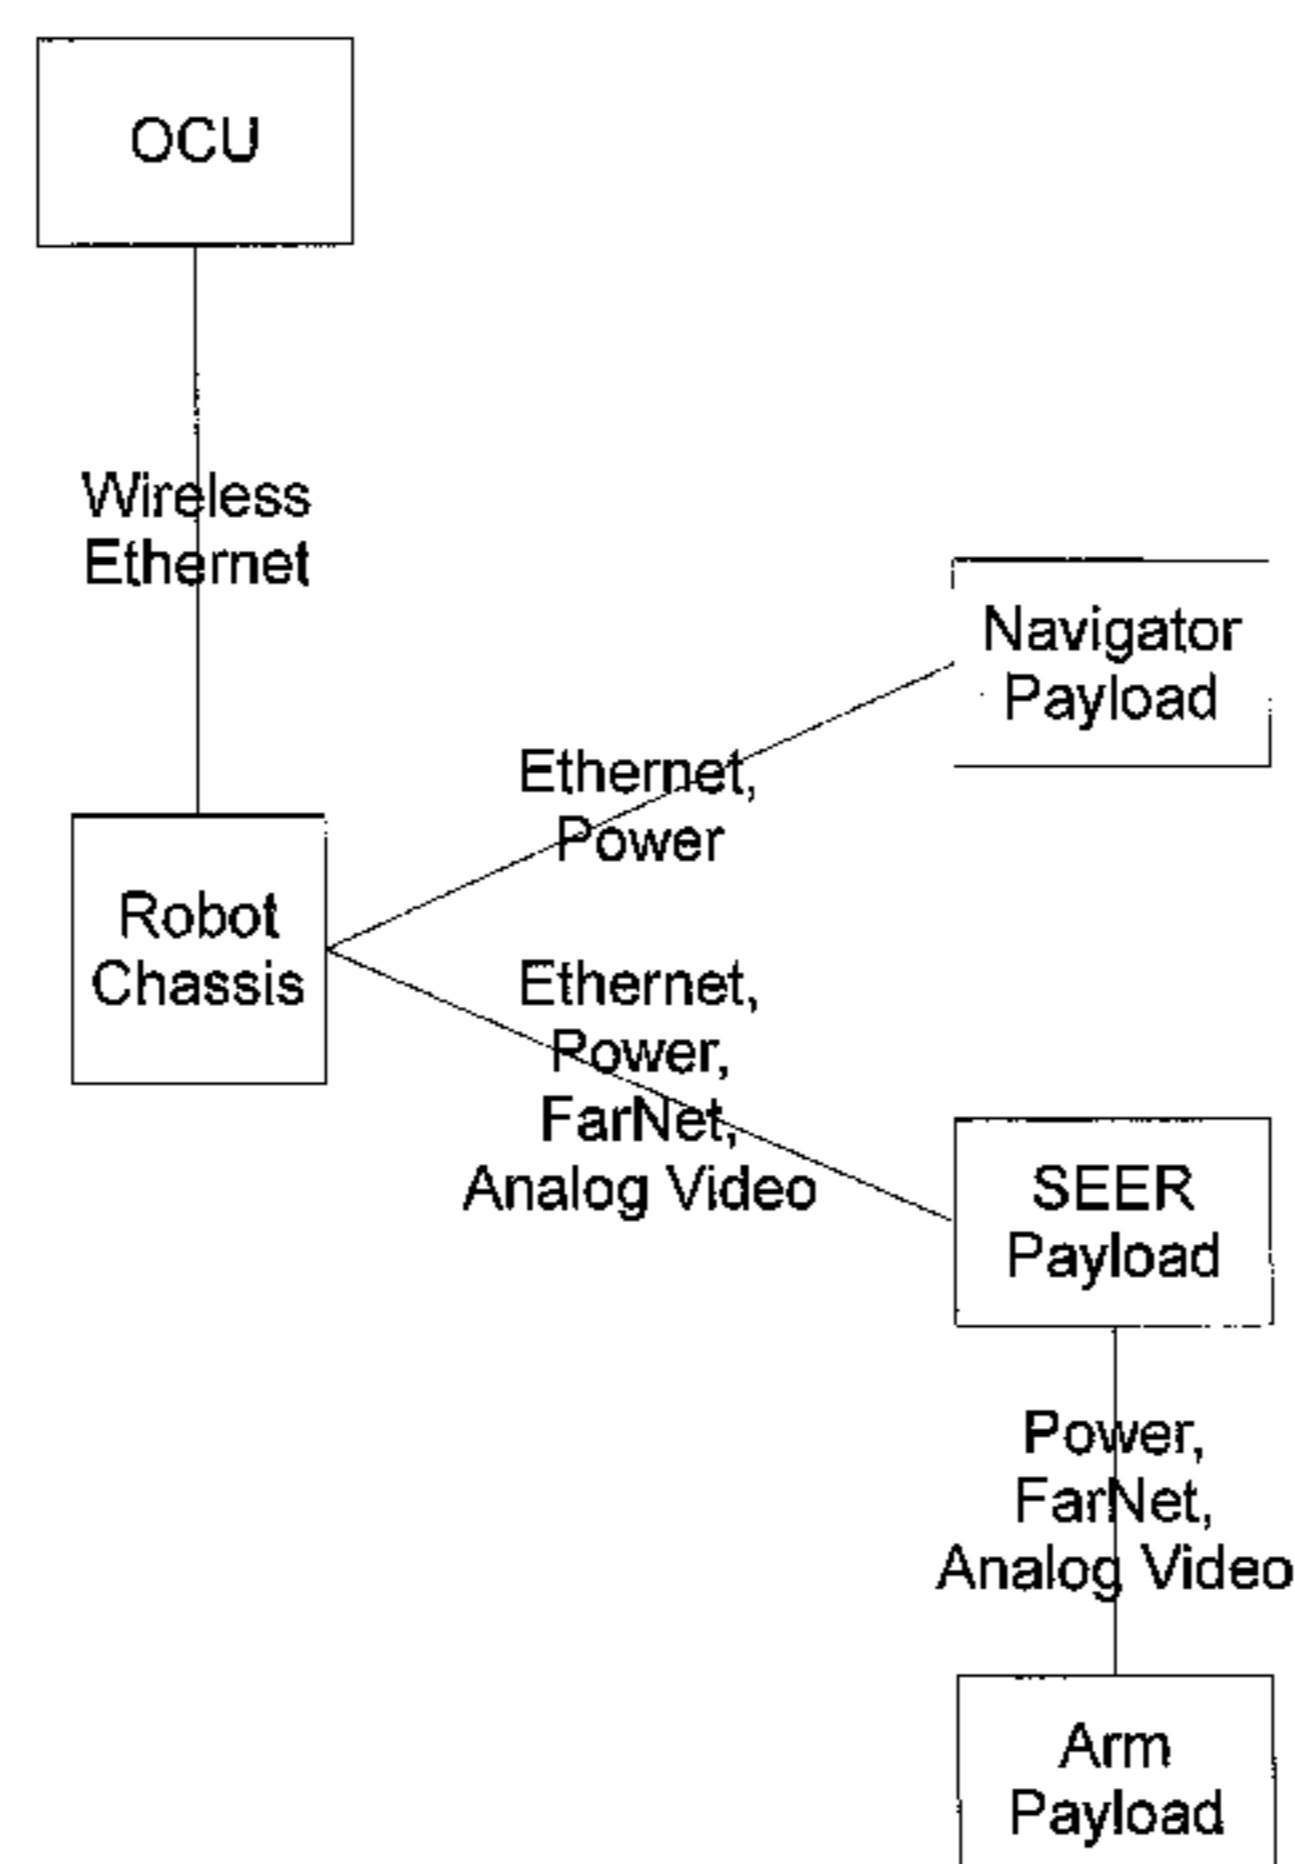 OCU
Wireless
Ethernet
Navigator
Payload
Ethernet,
Power
Robot
Chassis
Ethernet,
Power,
FarNet,
Analog Video
SEER
Payload
Power,
FarNet,
Analog Video
Arm
Payload